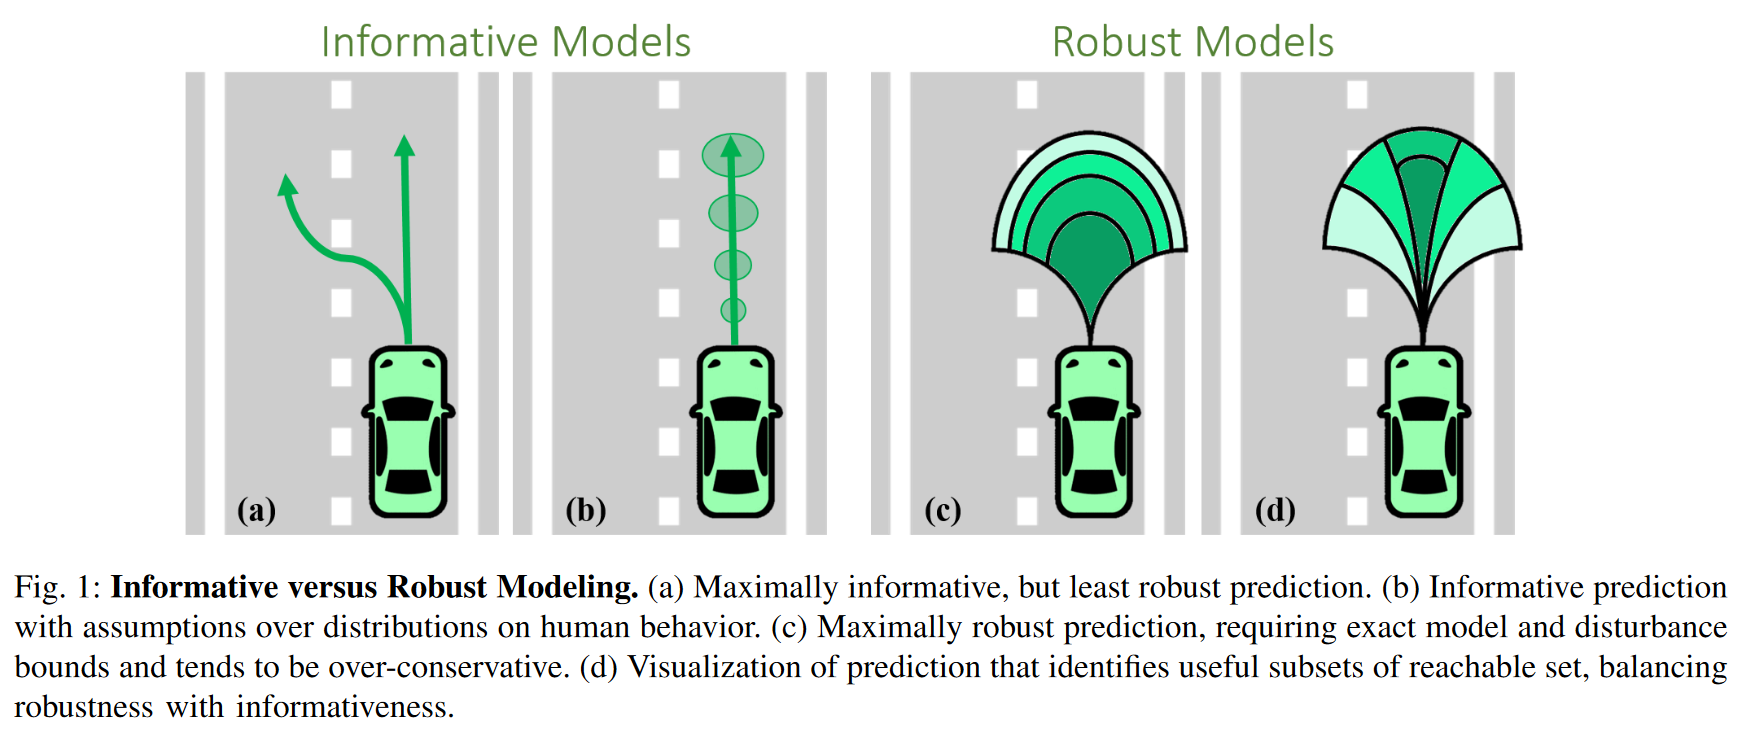 Informative Models
Robust Models
(a)
(b)
(c)
(d)
Fig. 1: Informative versus Robust Modeling. (a) Maximally informative, but least robust prediction. (b) Informative prediction
with assumptions over distributions on human behavior. (c) Maximally robust prediction, requiring exact model and disturbance
bounds and tends to be over-conservative. (d) Visualization of prediction that identifies useful subsets of reachable set, balancing
robustness with informativeness.